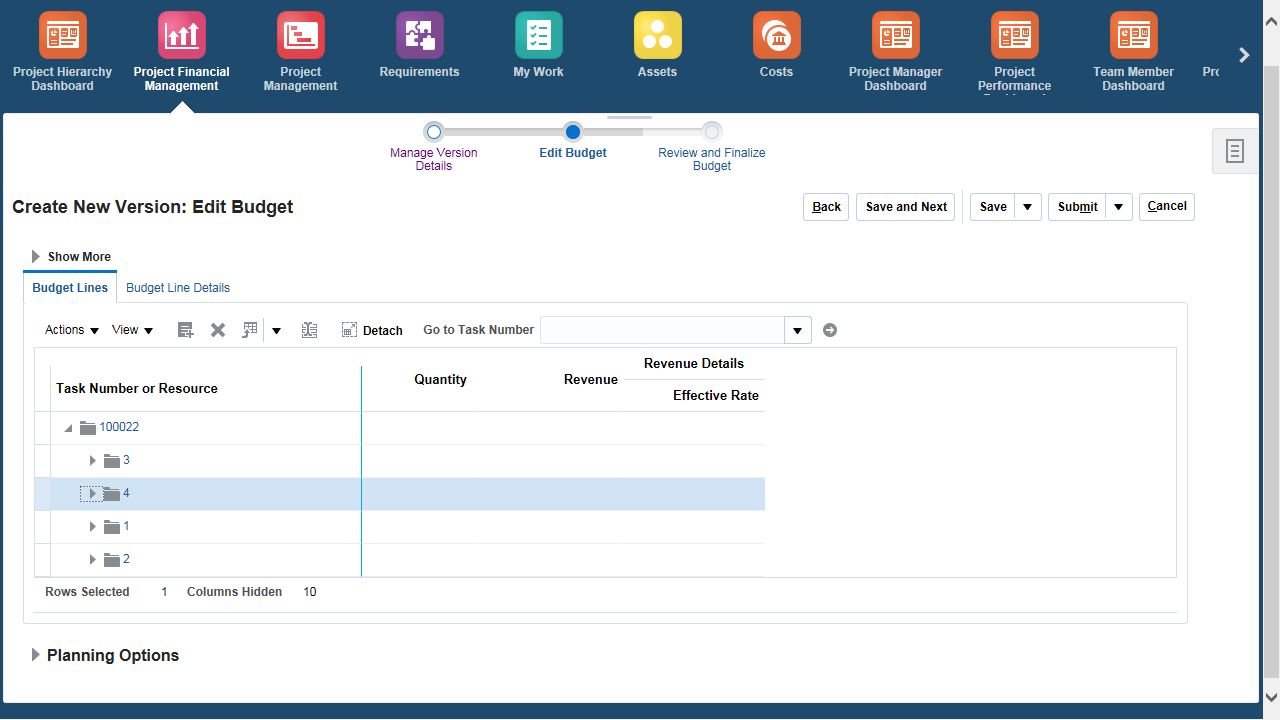 Project Hierarchy Dashboard
Project Financial Management
Project Management
Requirements
My Work
Assets
Costs
Project Manager Dashboard
Project Performance
Team Member Dashboard
Manage Version Details
Edit Budget
Review and Finalize Budget
Create New Version: Edit Budget
Back
Save and Next
Save
Submit
Cancel
Show More
Budget Lines
Budget Line Details
Actions
View
Detach
Go to Task Number
Task Number or Resource
Quantity
Revenue
Revenue Details
Effective Rate
100022
3
4
1
2
Rows Selected 1 Columns Hidden 10
Planning Options